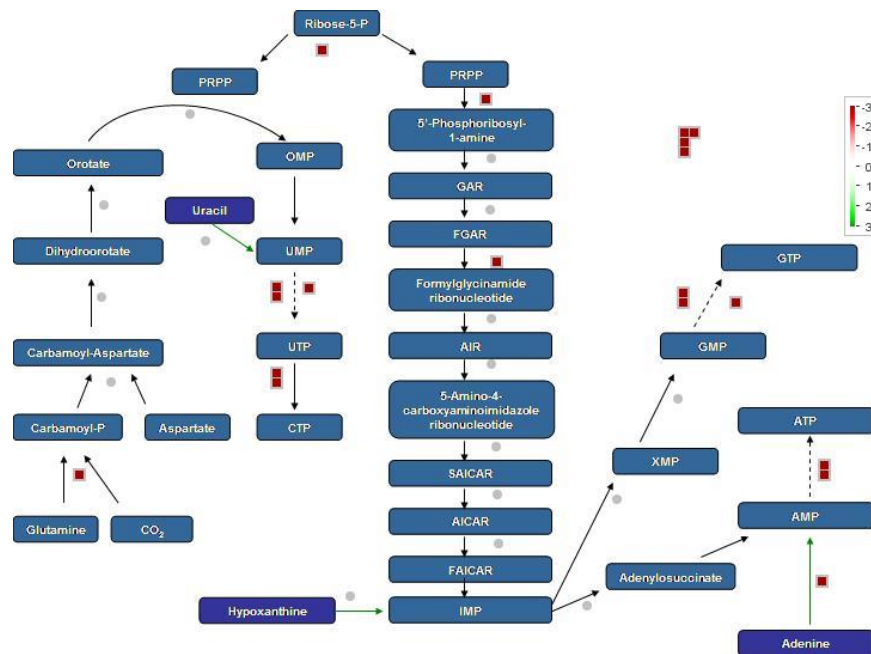 Ribose-5-P
PRPP
PRPP
5'-Phosphoribosyl-
1-amine
Orotate
OMP
GAR
Uracil
FGAR
Dihydroorotate
UMP
GTP
Formylglycinamide
ribonucleotide
Carbamoyl-Aspartate
UTP
AIR
GMP
5-Amino-4-
carboxyaminoimidazole
ribonucleotide
Carbamoyl-P
Aspartate
CTP
ATP
SAICAR
XMP
Glutamine
CO₂
AICAR
AMP
FAICAR
Adenylosuccinate
Hypoxanthine
IMP
Adenine
-3
-2
-1
0
1
2
3